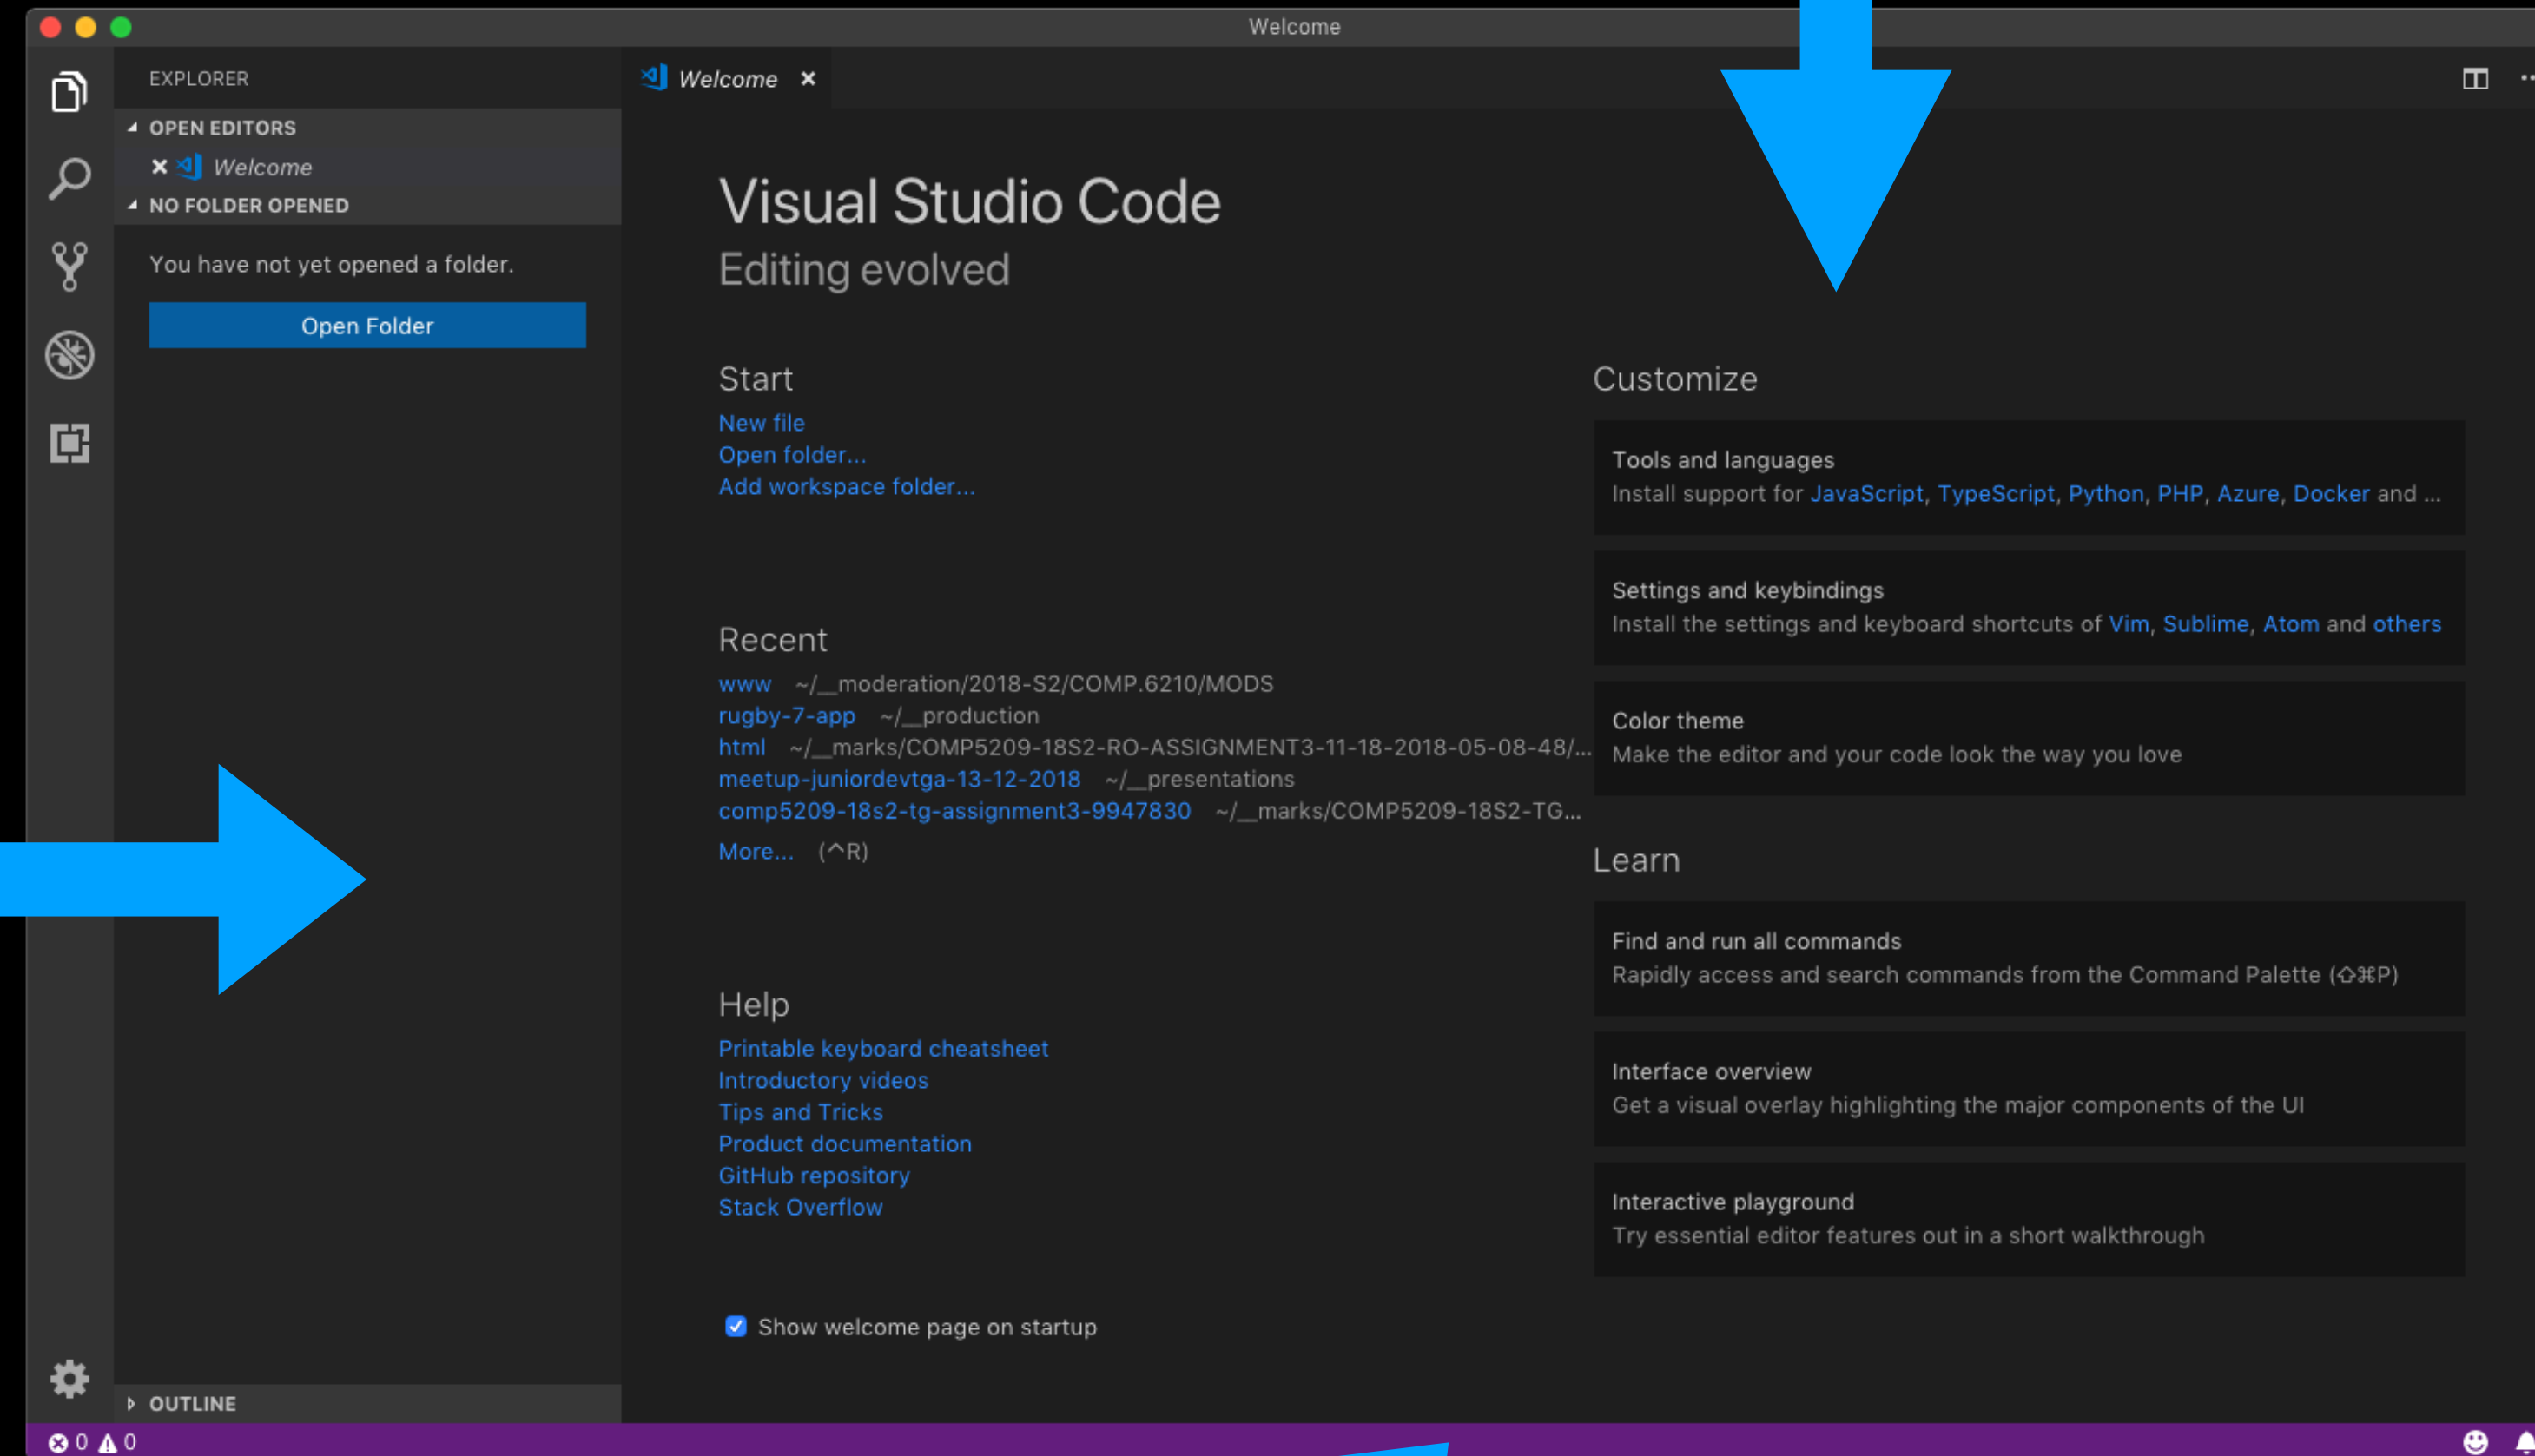 Welcome
EXPLORER
OPEN EDITORS
Welcome
NO FOLDER OPENED
You have not yet opened a folder.
Open Folder
OUTLINE
Welcome
Visual Studio Code
Editing evolved
Start
New file
Open folder...
Add workspace folder...
Recent
www ~/__moderation/2018-S2/COMP.6210/MODS
rugby-7-app ~/__production
html ~/__marks/COMP5209-18S2-RO-ASSIGNMENT3-11-18-2018-05-08-48/...
meetup-juniordevtga-13-12-2018 ~/__presentations
comp5209-18s2-tg-assignment3-9947830 ~/__marks/COMP5209-18S2-TG...
More... (^R)
Help
Printable keyboard cheatsheet
Introductory videos
Tips and Tricks
Product documentation
GitHub repository
Stack Overflow
Show welcome page on startup
Customize
Tools and languages
Install support for JavaScript, TypeScript, Python, PHP, Azure, Docker and ...
Settings and keybindings
Install the settings and keyboard shortcuts of Vim, Sublime, Atom and others
Color theme
Make the editor and your code look the way you love
Learn
Find and run all commands
Rapidly access and search commands from the Command Palette (⇧⌘P)
Interface overview
Get a visual overlay highlighting the major components of the UI
Interactive playground
Try essential editor features out in a short walkthrough
0 0